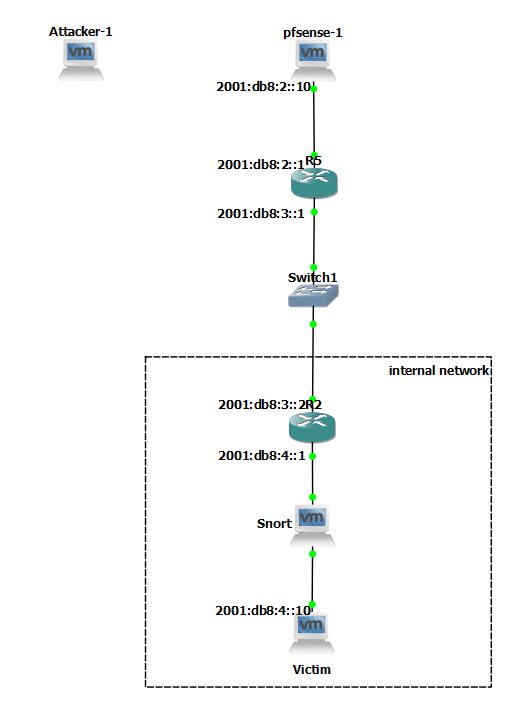 Attacker-1
pfsense-1
vm
vm
2001:db8:2::10
2001:db8:2::1
R5
2001:db8:3::1
Switch1
internal network
2001:db8:3::2
R2
2001:db8:4::1
Snort
vm
2001:db8:4::10
vm
Victim